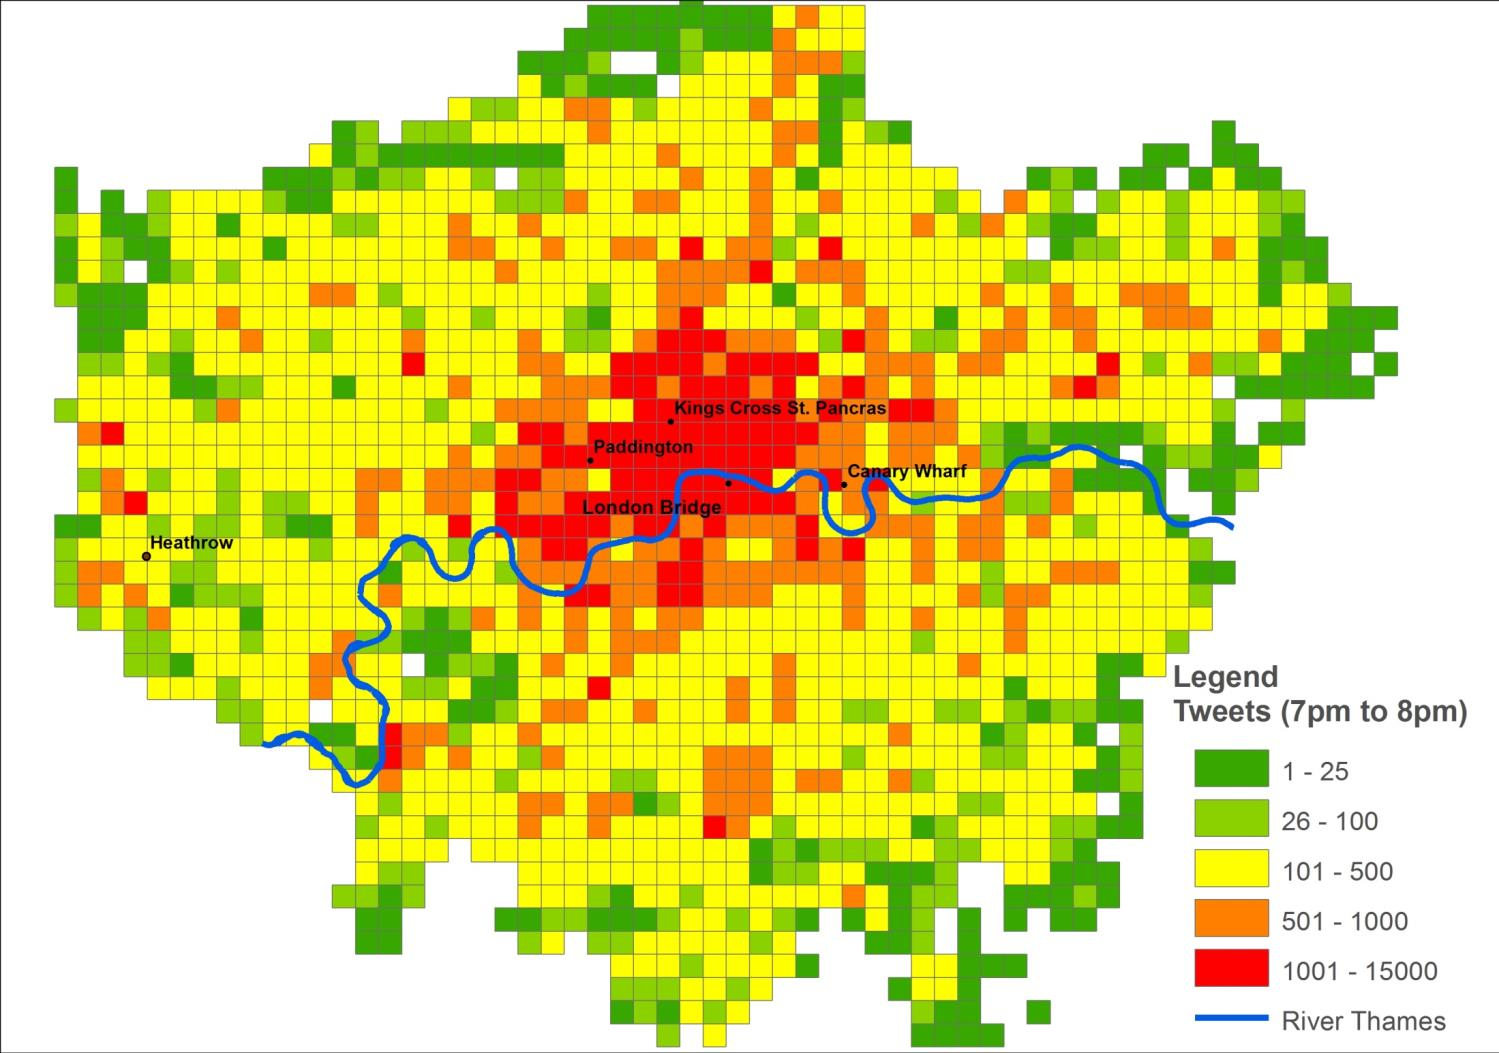 Kings Cross St. Pancras
Paddington
Canary Wharf
London Bridge
Heathrow
Legend
Tweets (7pm to 8pm)
1 - 25
26 - 100
101 - 500
501 - 1000
1001 - 15000
River Thames